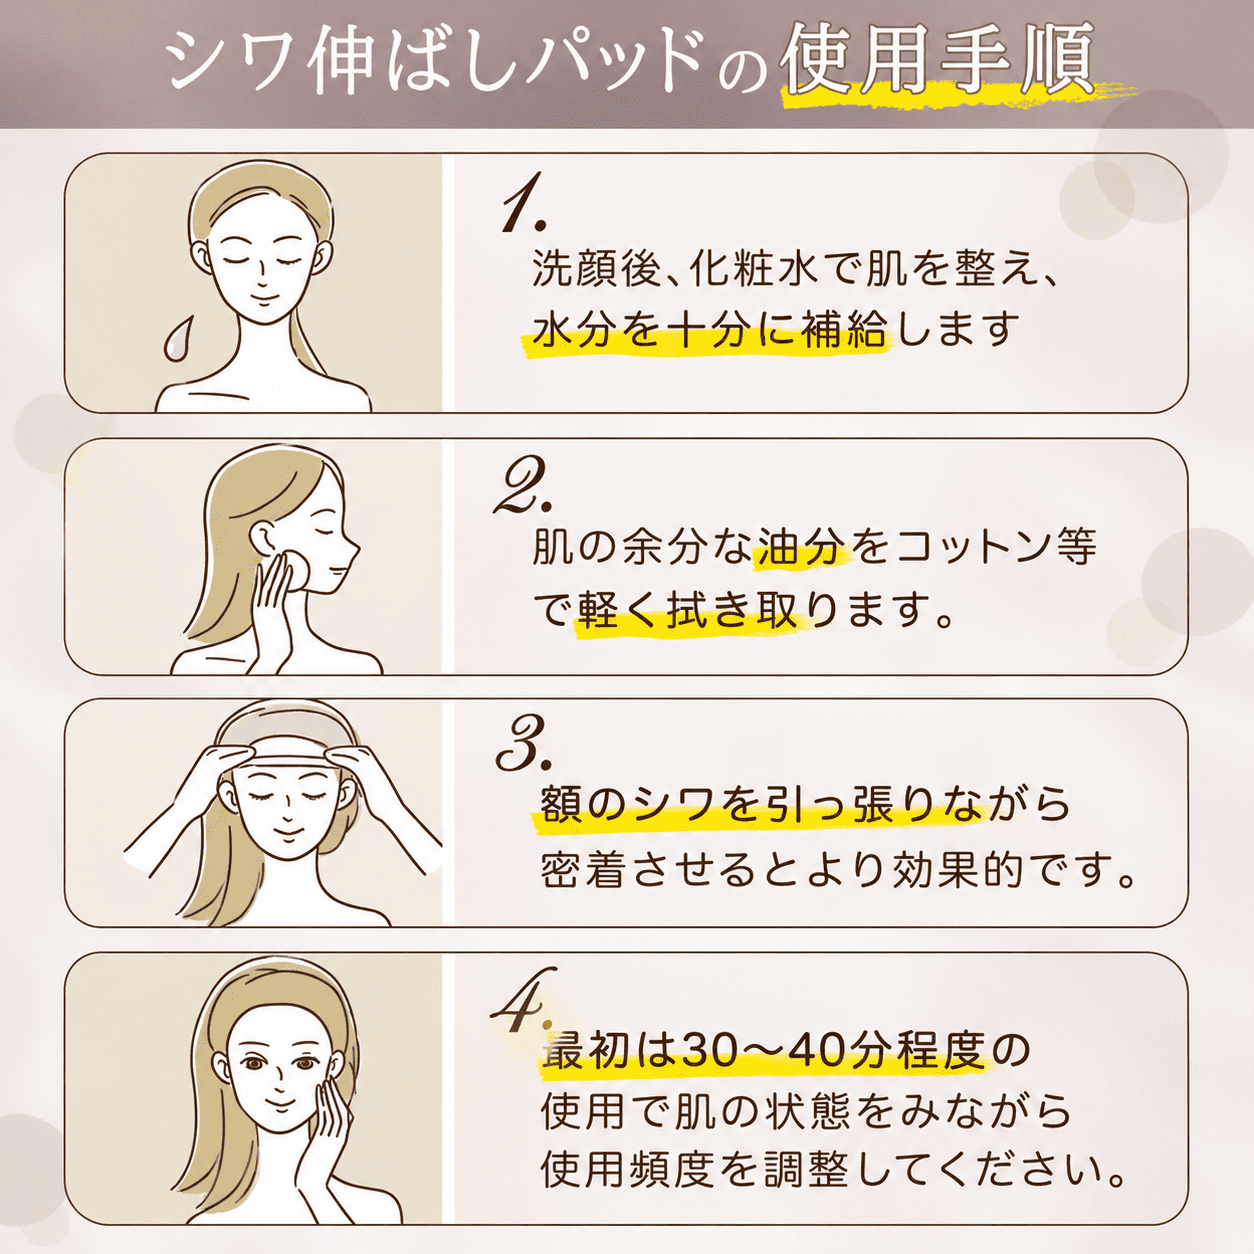 シワ伸ばしパッドの使用手順
1.
洗顔後、化粧水で肌を整え、
水分を十分に補給します
2.
肌の余分な油分をコットン等
で軽く拭き取ります。
3.
額のシワを引っ張りながら
密着させるとより効果的です。
4.
最初は30〜40分程度の
使用で肌の状態をみながら
使用頻度を調整してください。